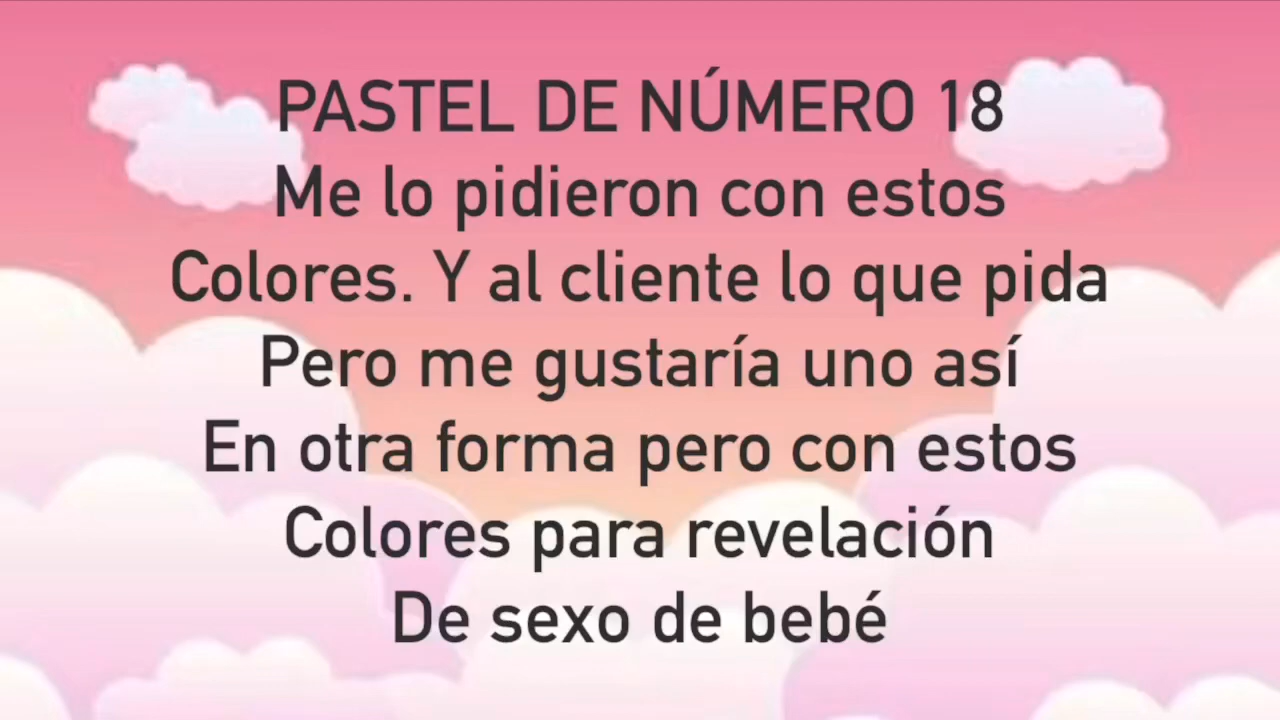 PASTEL DE NÚMERO 18
Me lo pidieron con estos
Colores. Y al cliente lo que pida
Pero me gustaría uno así
En otra forma pero con estos
Colores para revelación
De sexo de bebé